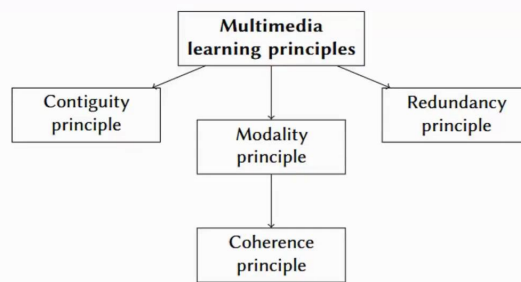 Multimedia
learning principles
Contiguity
principle
Modality
principle
Redundancy
principle
Coherence
principle